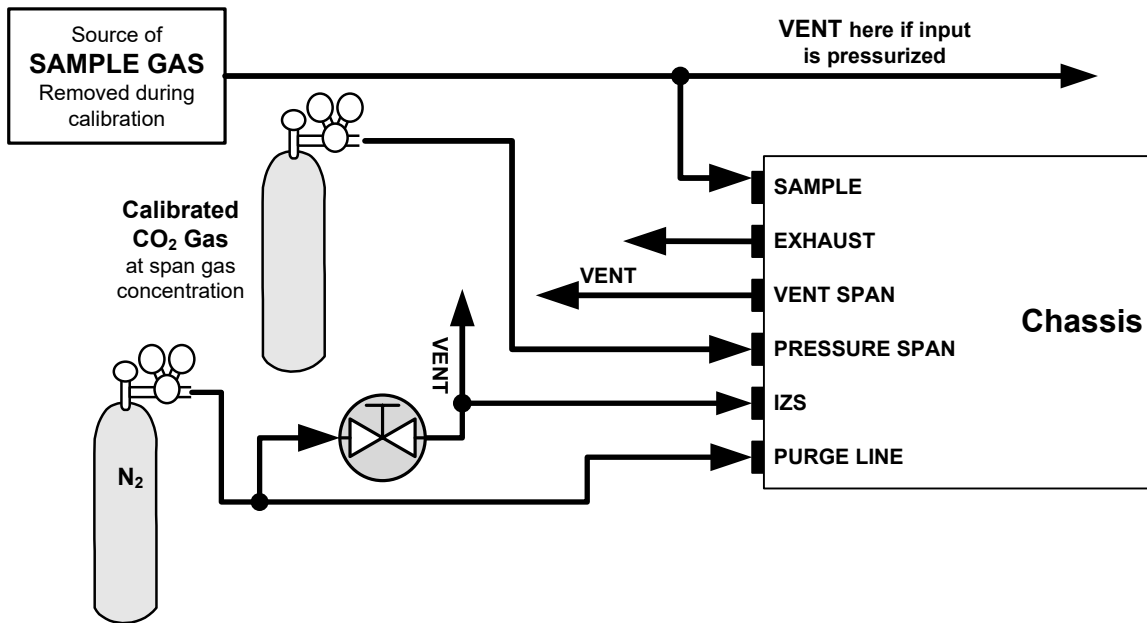 Source of
SAMPLE GAS
Removed during
calibration
VENT here if input
is pressurized
Calibrated
CO₂ Gas
at span gas
concentration
SAMPLE
EXHAUST
VENT
VENT SPAN
Chassis
PRESSURE SPAN
VENT
IZS
PURGE LINE
N₂